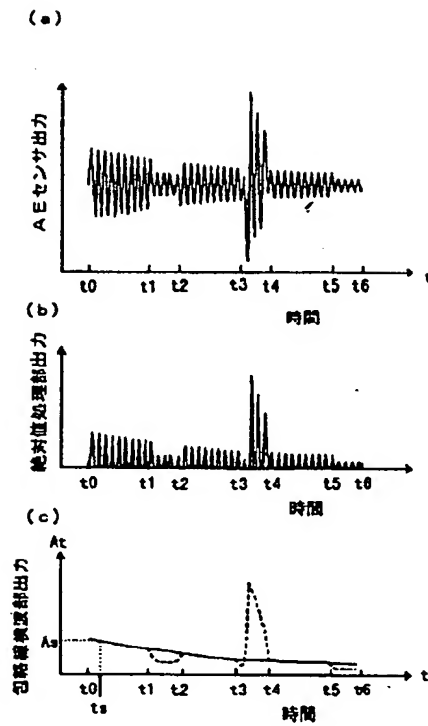 (a)
AEセンサ出力
t0 t1 t2 t3 t4 t5 t6 t
時間
(b)
絶対値処理部出力
t0 t1 t2 t3 t4 t5 t6
時間
(c)
At
包絡線検波部出力
As
t0 t1 t2 t3 t4 t5 t6 t
ts
時間